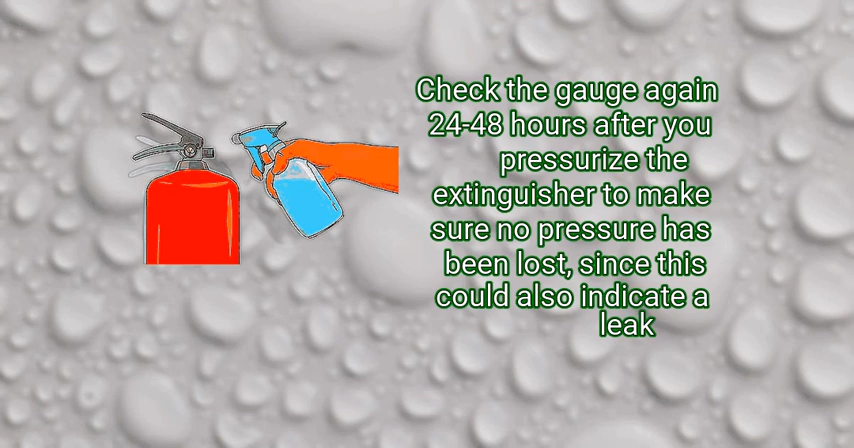 Check the gauge again
24-48 hours after you
pressurize the
extinguisher to make
sure no pressure has
been lost, since this
could also indicate a
leak